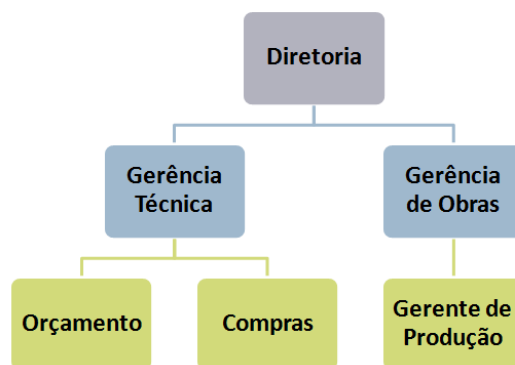 Diretoria
Gerência
Técnica
Gerência
de Obras
Orçamento
Compras
Gerente de
Produção